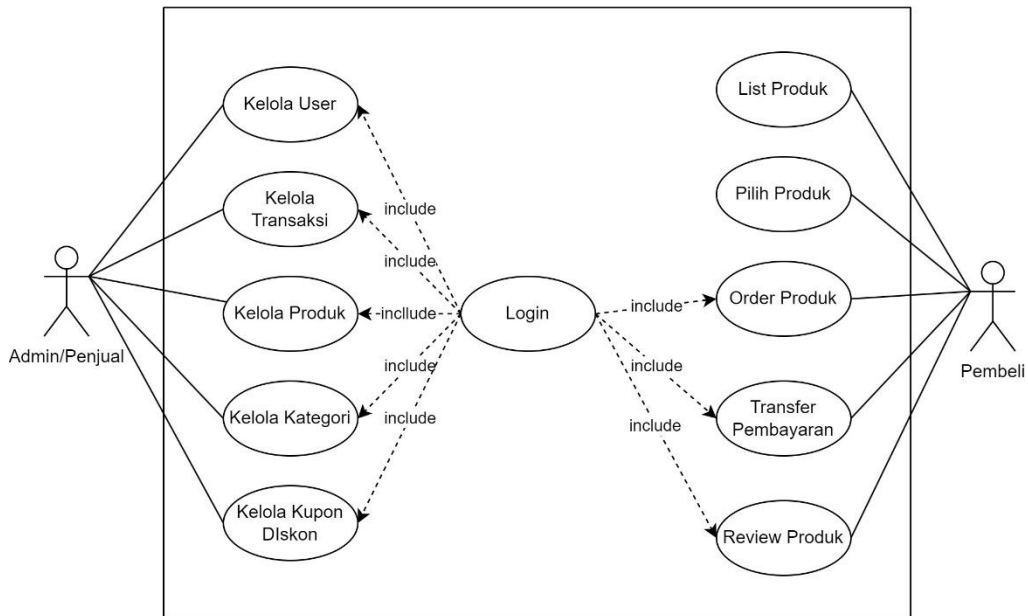 Kelola User
Kelola
Transaksi
Kelola Produk
Kelola Kategori
Kelola Kupon
DIskon
Admin/Penjual
include
include
incllude
include
include
Login
include
include
include
List Produk
Pilih Produk
Order Produk
Transfer
Pembayaran
Review Produk
Pembeli